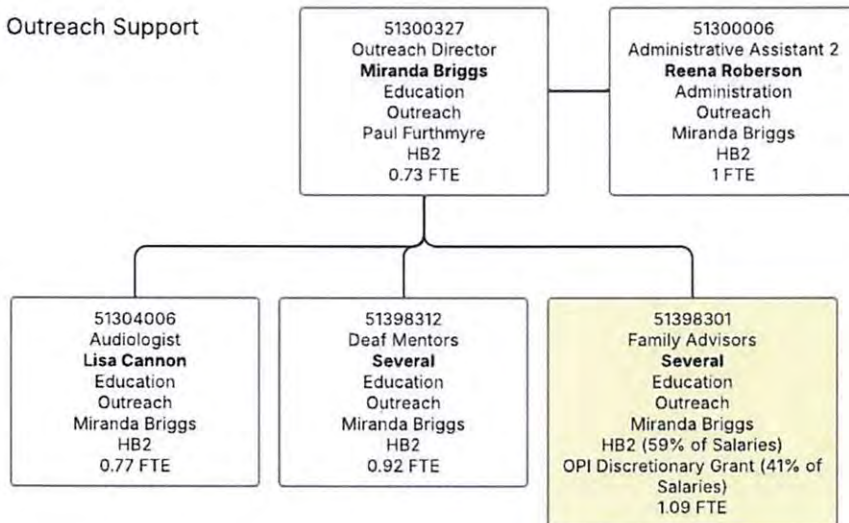 Outreach Support
51300327
Outreach Director
Miranda Briggs
Education
Outreach
Paul Furthmyre
HB2
0.73 FTE
51300006
Administrative Assistant 2
Reena Roberson
Administration
Outreach
Miranda Briggs
HB2
1 FTE
51304006
Audiologist
Lisa Cannon
Education
Outreach
Miranda Briggs
HB2
0.77 FTE
51398312
Deaf Mentors
Several
Education
Outreach
Miranda Briggs
HB2
0.92 FTE
51398301
Family Advisors
Several
Education
Outreach
Miranda Briggs
HB2 (59% of Salaries)
OPI Discretionary Grant (41% of
Salaries)
1.09 FTE